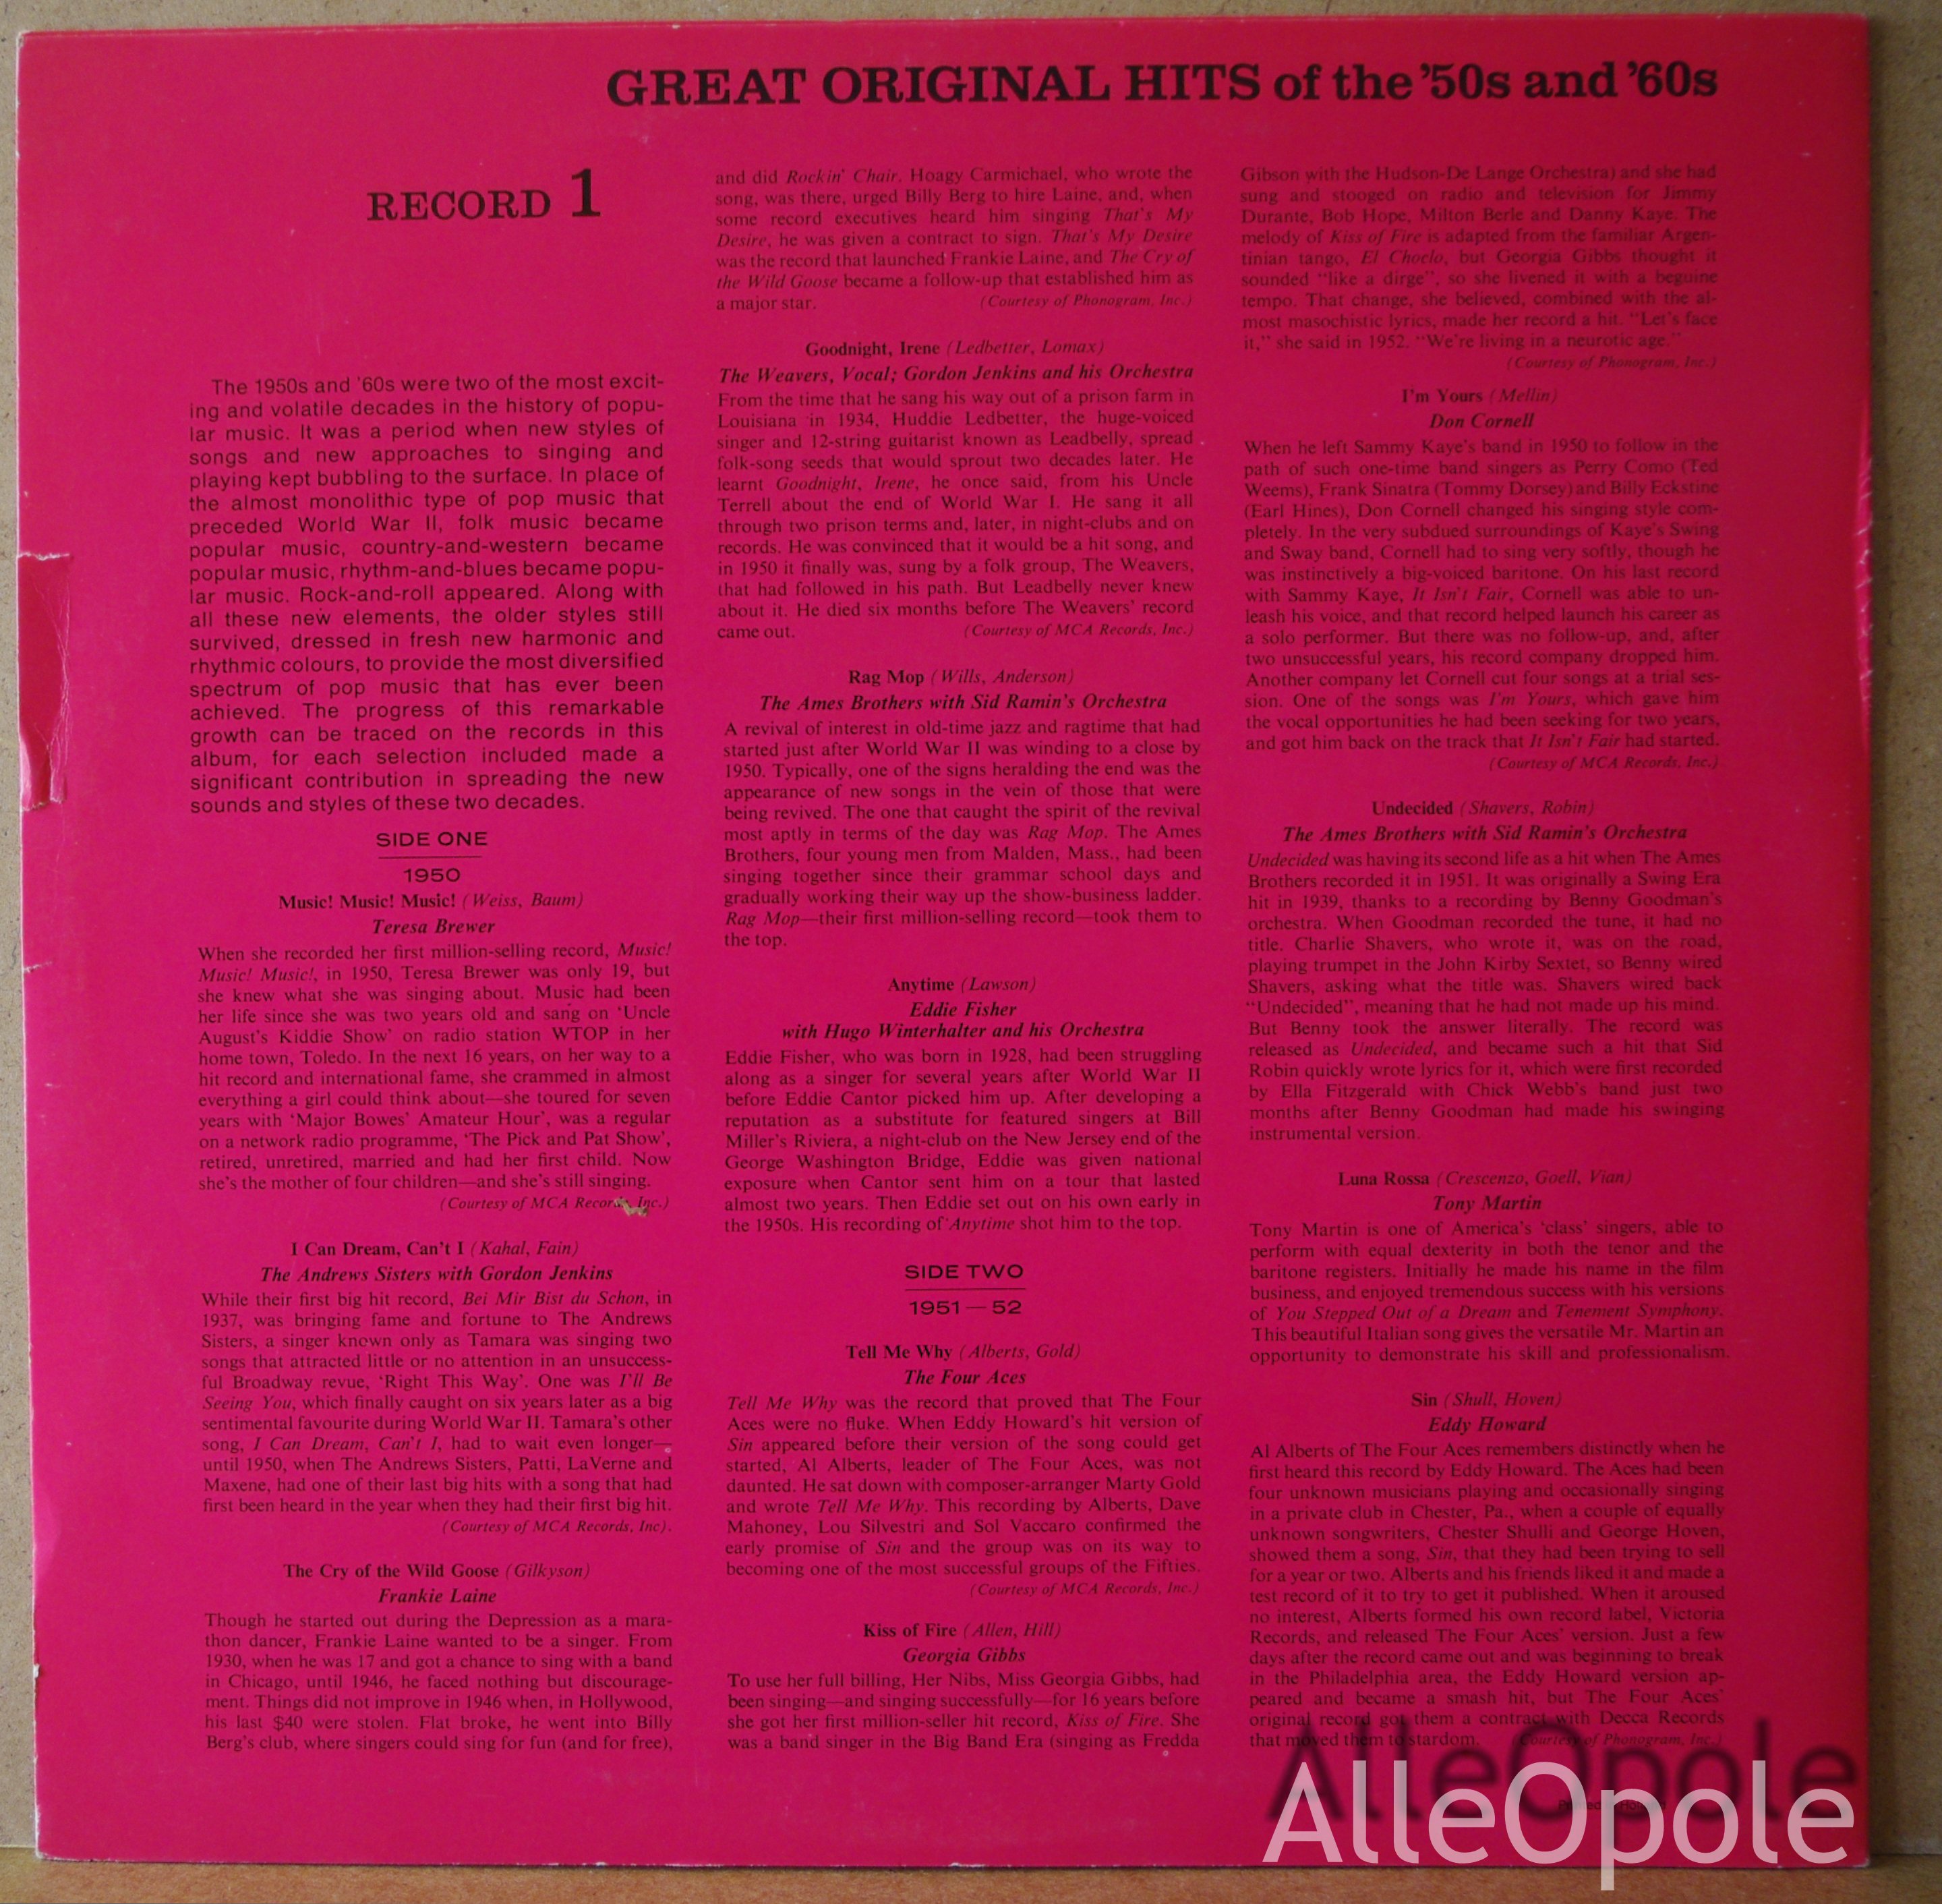 GREAT ORIGINAL HITS of the '50s and '60s
RECORD 1
The 1950s and '60s were two of the most excit-
ing and volatile decades in the history of popu-
lar music. It was a period when new styles of
songs and new approaches to singing and
playing kept bubbling to the surface. In place of
the almost monolithic type of pop music that
preceded World War II, folk music became
popular music, country-and-western became
popular music, rhythm-and-blues became popu-
lar music. Rock-and-roll appeared. Along with
all these new elements, the older styles still
survived, dressed in fresh new harmonic and
rhythmic colours, to provide the most diversified
spectrum of pop music that has ever been
achieved. The progress of this remarkable
growth can be traced on the records in this
album, for each selection included made a
significant contribution in spreading the new
sounds and styles of these two decades.
SIDE ONE
1950
Music! Music! Music! (Weiss, Baum)
Teresa Brewer
When she recorded her first million-selling record, Music!
Music! Music!, in 1950, Teresa Brewer was only 19, but
she knew what she was singing about. Music had been
her life since she was two years old and sang on 'Uncle
August's Kiddie Show' on radio station WTOP in her
home town, Toledo. In the next 16 years, on her way to a
hit record and international fame, she crammed in almost
everything a girl could think about—she toured for seven
years with 'Major Bowes' Amateur Hour', was a regular
on a network radio programme, 'The Pick and Pat Show',
retired, unretired, married and had her first child. Now
she's the mother of four children—and she's still singing.
(Courtesy of MCA Records, Inc.)
I Can Dream, Can't I (Kahal, Fain)
The Andrews Sisters with Gordon Jenkins
While their first big hit record, Bei Mir Bist du Schon, in
1937, was bringing fame and fortune to The Andrews
Sisters, a singer known only as Tamara was singing two
songs that attracted little or no attention in an unsuccess-
ful Broadway revue, 'Right This Way'. One was I'll Be
Seeing You, which finally caught on six years later as a big
sentimental favourite during World War II. Tamara's other
song, I Can Dream, Can't I, had to wait even longer—
until 1950, when The Andrews Sisters, Patti, LaVerne and
Maxene, had one of their last big hits with a song that had
first been heard in the year when they had their first big hit.
(Courtesy of MCA Records, Inc).
The Cry of the Wild Goose (Gilkyson)
Frankie Laine
Though he started out during the Depression as a mara-
thon dancer, Frankie Laine wanted to be a singer. From
1930, when he was 17 and got a chance to sing with a band
in Chicago, until 1946, he faced nothing but discourage-
ment. Things did not improve in 1946 when, in Hollywood,
his last $40 were stolen. Flat broke, he went into Billy
Berg's club, where singers could sing for fun (and for free),
and did Rockin' Chair. Hoagy Carmichael, who wrote the
song, was there, urged Billy Berg to hire Laine, and, when
some record executives heard him singing That's My
Desire, he was given a contract to sign. That's My Desire
was the record that launched Frankie Laine, and The Cry of
the Wild Goose became a follow-up that established him as
a major star. (Courtesy of Phonogram, Inc.)
Goodnight, Irene (Ledbetter, Lomax)
The Weavers, Vocal; Gordon Jenkins and his Orchestra
From the time that he sang his way out of a prison farm in
Louisiana in 1934, Huddie Ledbetter, the huge-voiced
singer and 12-string guitarist known as Leadbelly, spread
folk-song seeds that would sprout two decades later. He
learnt Goodnight, Irene, he once said, from his Uncle
Terrell about the end of World War I. He sang it all
through two prison terms and, later, in night-clubs and on
records. He was convinced that it would be a hit song, and
in 1950 it finally was, sung by a folk group, The Weavers,
that had followed in his path. But Leadbelly never knew
about it. He died six months before The Weavers' record
came out. (Courtesy of MCA Records, Inc.)
Rag Mop (Wills, Anderson)
The Ames Brothers with Sid Ramin's Orchestra
A revival of interest in old-time jazz and ragtime that had
started just after World War II was winding to a close by
1950. Typically, one of the signs heralding the end was the
appearance of new songs in the vein of those that were
being revived. The one that caught the spirit of the revival
most aptly in terms of the day was Rag Mop. The Ames
Brothers, four young men from Malden, Mass., had been
singing together since their grammar school days and
gradually working their way up the show-business ladder.
Rag Mop—their first million-selling record—took them to
the top.
Anytime (Lawson)
Eddie Fisher
with Hugo Winterhalter and his Orchestra
Eddie Fisher, who was born in 1928, had been struggling
along as a singer for several years after World War II
before Eddie Cantor picked him up. After developing a
reputation as a substitute for featured singers at Bill
Miller's Riviera, a night-club on the New Jersey end of the
George Washington Bridge, Eddie was given national
exposure when Cantor sent him on a tour that lasted
almost two years. Then Eddie set out on his own early in
the 1950s. His recording of Anytime shot him to the top.
SIDE TWO
1951 — 52
Tell Me Why (Alberts, Gold)
The Four Aces
Tell Me Why was the record that proved that The Four
Aces were no fluke. When Eddy Howard's hit version of
Sin appeared before their version of the song could get
started, Al Alberts, leader of The Four Aces, was not
daunted. He sat down with composer-arranger Marty Gold
and wrote Tell Me Why. This recording by Alberts, Dave
Mahoney, Lou Silvestri and Sol Vaccaro confirmed the
early promise of Sin and the group was on its way to
becoming one of the most successful groups of the Fifties.
(Courtesy of MCA Records, Inc.)
Kiss of Fire (Allen, Hill)
Georgia Gibbs
To use her full billing, Her Nibs, Miss Georgia Gibbs, had
been singing—and singing successfully—for 16 years before
she got her first million-seller hit record, Kiss of Fire. She
was a band singer in the Big Band Era (singing as Fredda
Gibson with the Hudson-De Lange Orchestra) and she had
sung and stooged on radio and television for Jimmy
Durante, Bob Hope, Milton Berle and Danny Kaye. The
melody of Kiss of Fire is adapted from the familiar Argen-
tinian tango, El Choclo, but Georgia Gibbs thought it
sounded "like a dirge", so she livened it with a beguine
tempo. That change, she believed, combined with the al-
most masochistic lyrics, made her record a hit. "Let's face
it," she said in 1952. "We're living in a neurotic age."
(Courtesy of Phonogram, Inc.)
I'm Yours (Mellin)
Don Cornell
When he left Sammy Kaye's band in 1950 to follow in the
path of such one-time band singers as Perry Como (Ted
Weems), Frank Sinatra (Tommy Dorsey) and Billy Eckstine
(Earl Hines), Don Cornell changed his singing style com-
pletely. In the very subdued surroundings of Kaye's Swing
and Sway band, Cornell had to sing very softly, though he
was instinctively a big-voiced baritone. On his last record
with Sammy Kaye, It Isn't Fair, Cornell was able to un-
leash his voice, and that record helped launch his career as
a solo performer. But there was no follow-up, and, after
two unsuccessful years, his record company dropped him.
Another company let Cornell cut four songs at a trial ses-
sion. One of the songs was I'm Yours, which gave him
the vocal opportunities he had been seeking for two years,
and got him back on the track that It Isn't Fair had started.
(Courtesy of MCA Records, Inc.)
Undecided (Shavers, Robin)
The Ames Brothers with Sid Ramin's Orchestra
Undecided was having its second life as a hit when The Ames
Brothers recorded it in 1951. It was originally a Swing Era
hit in 1939, thanks to a recording by Benny Goodman's
orchestra. When Goodman recorded the tune, it had no
title. Charlie Shavers, who wrote it, was on the road,
playing trumpet in the John Kirby Sextet, so Benny wired
Shavers, asking what the title was. Shavers wired back
"Undecided", meaning that he had not made up his mind.
But Benny took the answer literally. The record was
released as Undecided, and became such a hit that Sid
Robin quickly wrote lyrics for it, which were first recorded
by Ella Fitzgerald with Chick Webb's band just two
months after Benny Goodman had made his swinging
instrumental version.
Luna Rossa (Crescenzo, Goell, Vian)
Tony Martin
Tony Martin is one of America's 'class' singers, able to
perform with equal dexterity in both the tenor and the
baritone registers. Initially he made his name in the film
business, and enjoyed tremendous success with his versions
of You Stepped Out of a Dream and Tenement Symphony.
This beautiful Italian song gives the versatile Mr. Martin an
opportunity to demonstrate his skill and professionalism.
Sin (Shull, Hoven)
Eddy Howard
Al Alberts of The Four Aces remembers distinctly when he
first heard this record by Eddy Howard. The Aces had been
four unknown musicians playing and occasionally singing
in a private club in Chester, Pa., when a couple of equally
unknown songwriters, Chester Shulli and George Hoven,
showed them a song, Sin, that they had been trying to sell
for a year or two. Alberts and his friends liked it and made a
test record of it to try to get it published. When it aroused
no interest, Alberts formed his own record label, Victoria
Records, and released The Four Aces' version. Just a few
days after the record came out and was beginning to break
in the Philadelphia area, the Eddy Howard version ap-
peared and became a smash hit, but The Four Aces'
original record got them a contract with Decca Records
that moved them to stardom. (Courtesy of Phonogram, Inc.)
AlleOpole